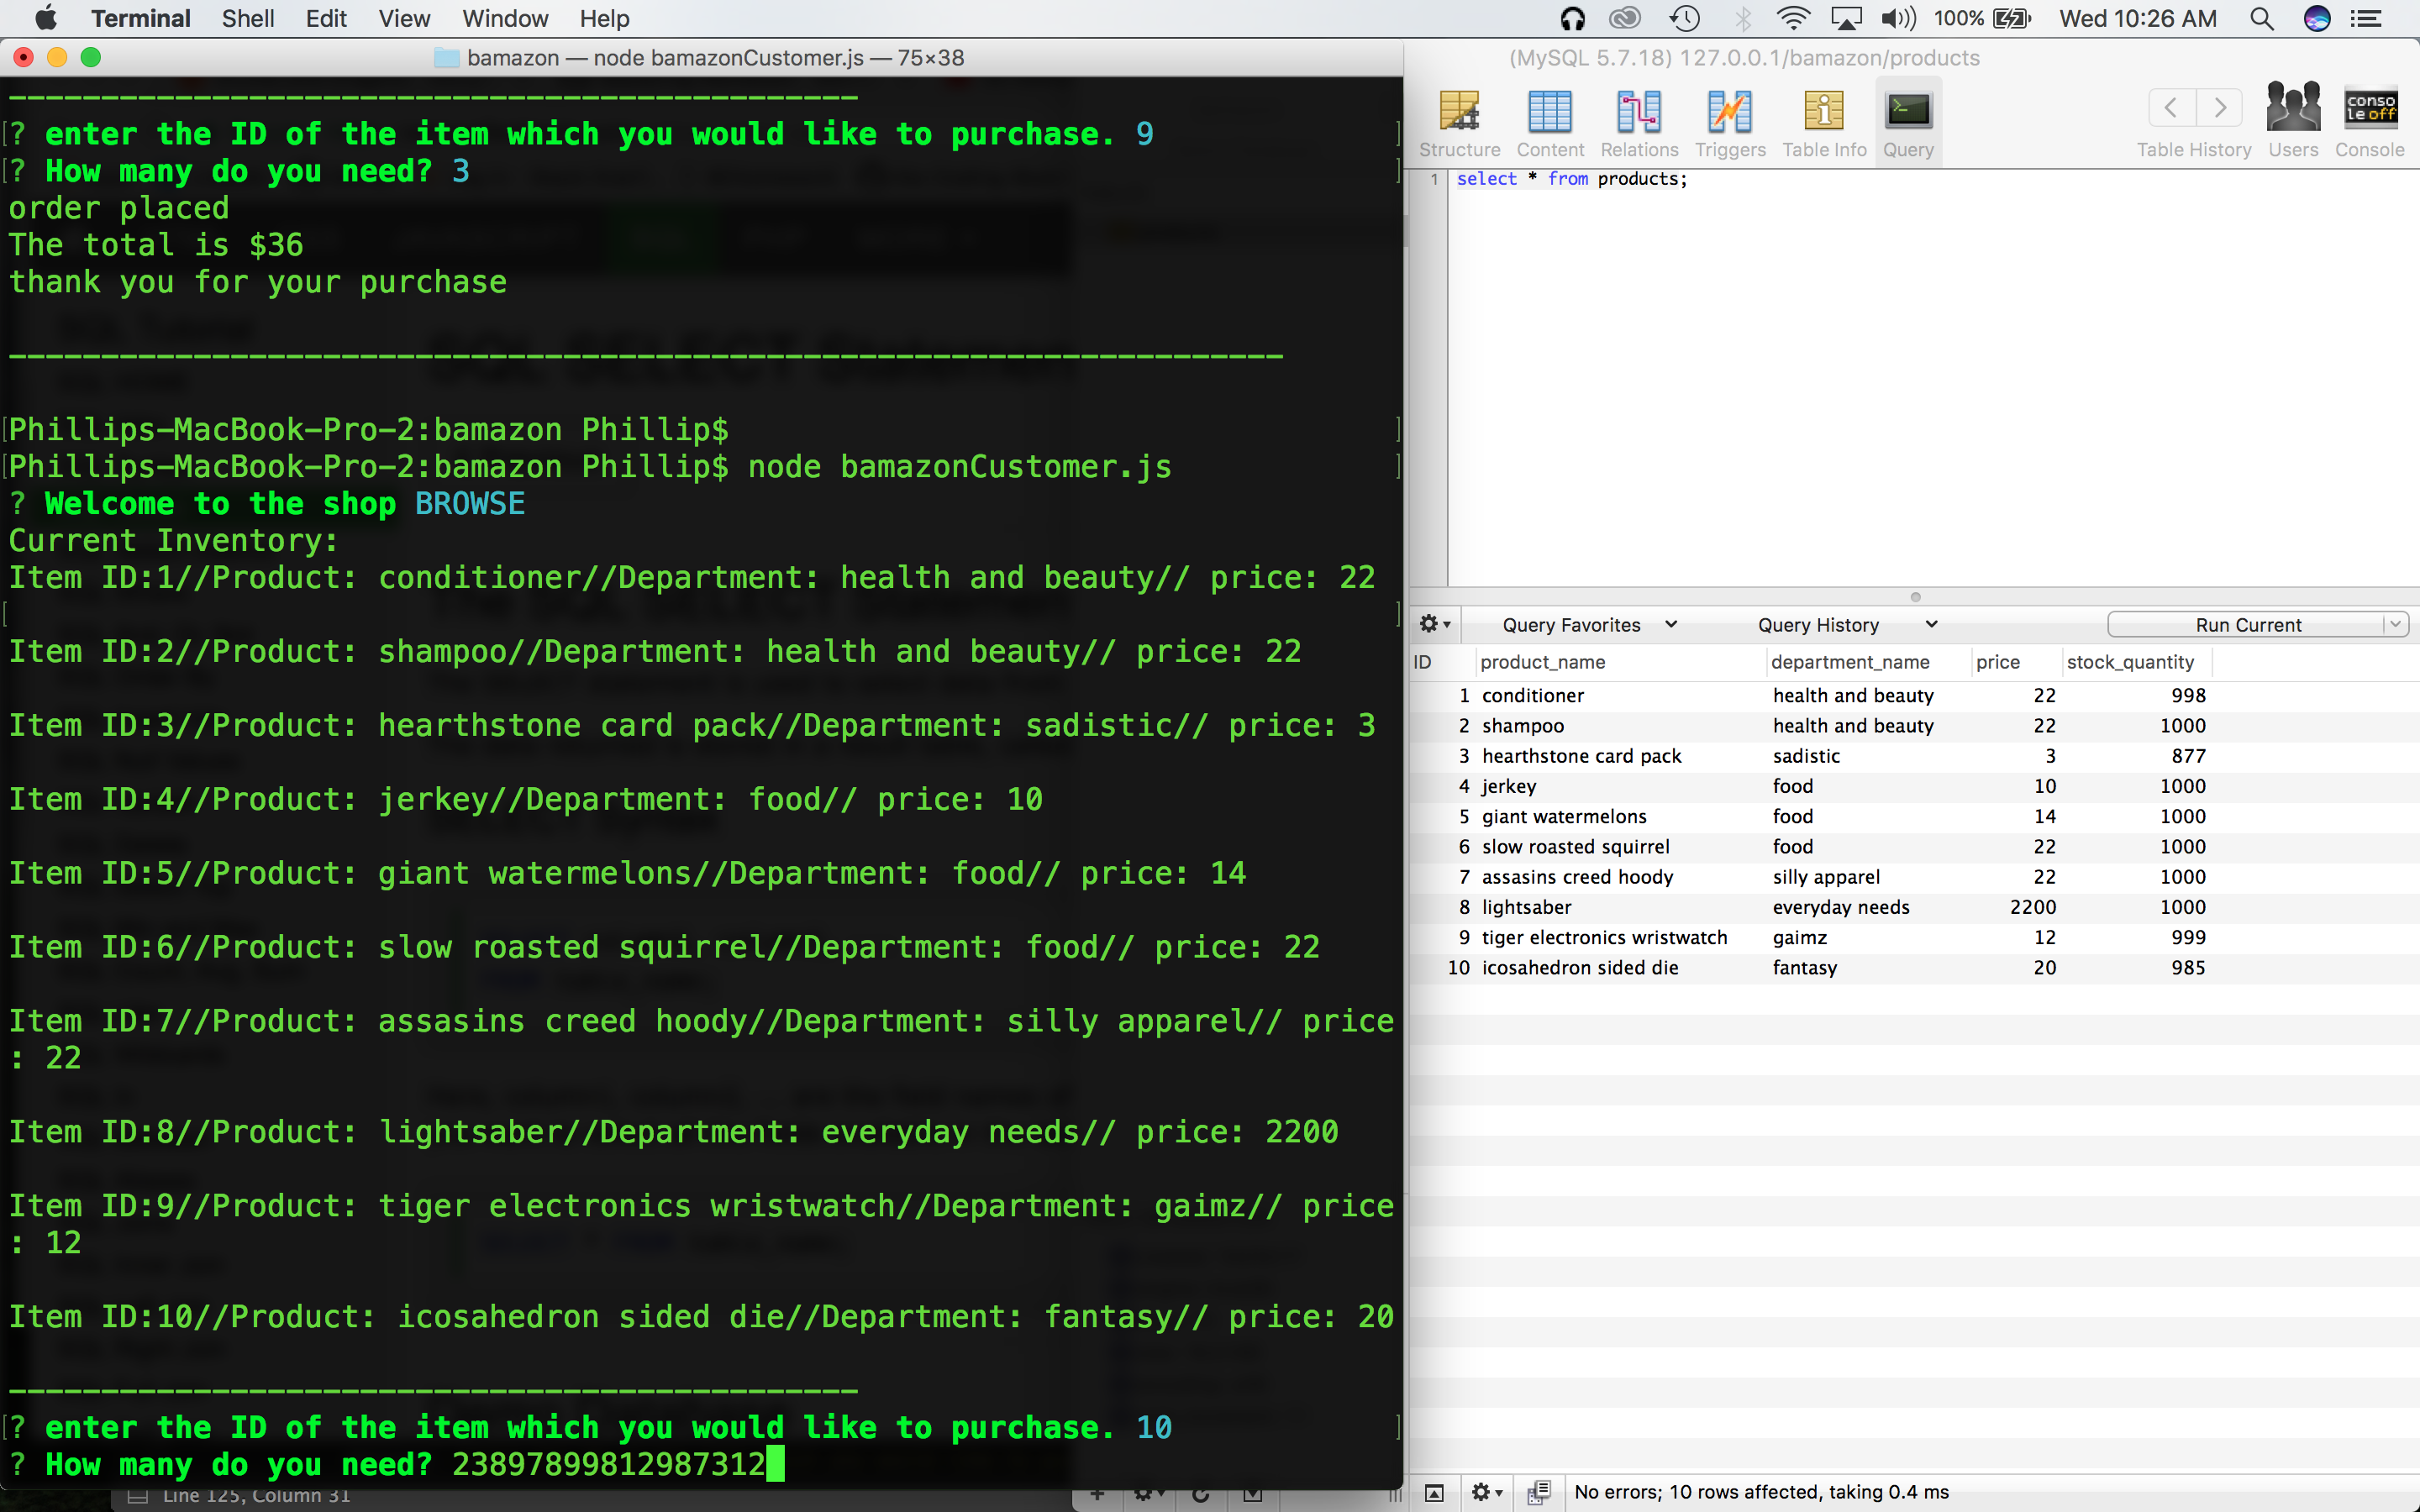 Terminal Shell Edit View Window Help 100% Wed 10:26 AM
bamazon — node bamazonCustomer.js — 75×38
----------------------------------------------
? enter the ID of the item which you would like to purchase. 9
? How many do you need? 3
order placed
The total is $36
thank you for your purchase
---------------------------------------------------------------------
Phillips-MacBook-Pro-2:bamazon Phillip$
Phillips-MacBook-Pro-2:bamazon Phillip$ node bamazonCustomer.js
? Welcome to the shop BROWSE
Current Inventory:
Item ID:1//Product: conditioner//Department: health and beauty// price: 22
Item ID:2//Product: shampoo//Department: health and beauty// price: 22
Item ID:3//Product: hearthstone card pack//Department: sadistic// price: 3
Item ID:4//Product: jerkey//Department: food// price: 10
Item ID:5//Product: giant watermelons//Department: food// price: 14
Item ID:6//Product: slow roasted squirrel//Department: food// price: 22
Item ID:7//Product: assasins creed hoody//Department: silly apparel// price
: 22
Item ID:8//Product: lightsaber//Department: everyday needs// price: 2200
Item ID:9//Product: tiger electronics wristwatch//Department: gaimz// price
: 12
Item ID:10//Product: icosahedron sided die//Department: fantasy// price: 20
----------------------------------------------
? enter the ID of the item which you would like to purchase. 10
? How many do you need? 23897899812987312
Line 125, Column 31
(MySQL 5.7.18) 127.0.0.1/bamazon/products
conso
le off
Structure Content Relations Triggers Table Info Query Table History Users Console
1 select * from products;
Query Favorites Query History Run Current
ID product_name department_name price stock_quantity
1 conditioner health and beauty 22 998
2 shampoo health and beauty 22 1000
3 hearthstone card pack sadistic 3 877
4 jerkey food 10 1000
5 giant watermelons food 14 1000
6 slow roasted squirrel food 22 1000
7 assasins creed hoody silly apparel 22 1000
8 lightsaber everyday needs 2200 1000
9 tiger electronics wristwatch gaimz 12 999
10 icosahedron sided die fantasy 20 985
No errors; 10 rows affected, taking 0.4 ms